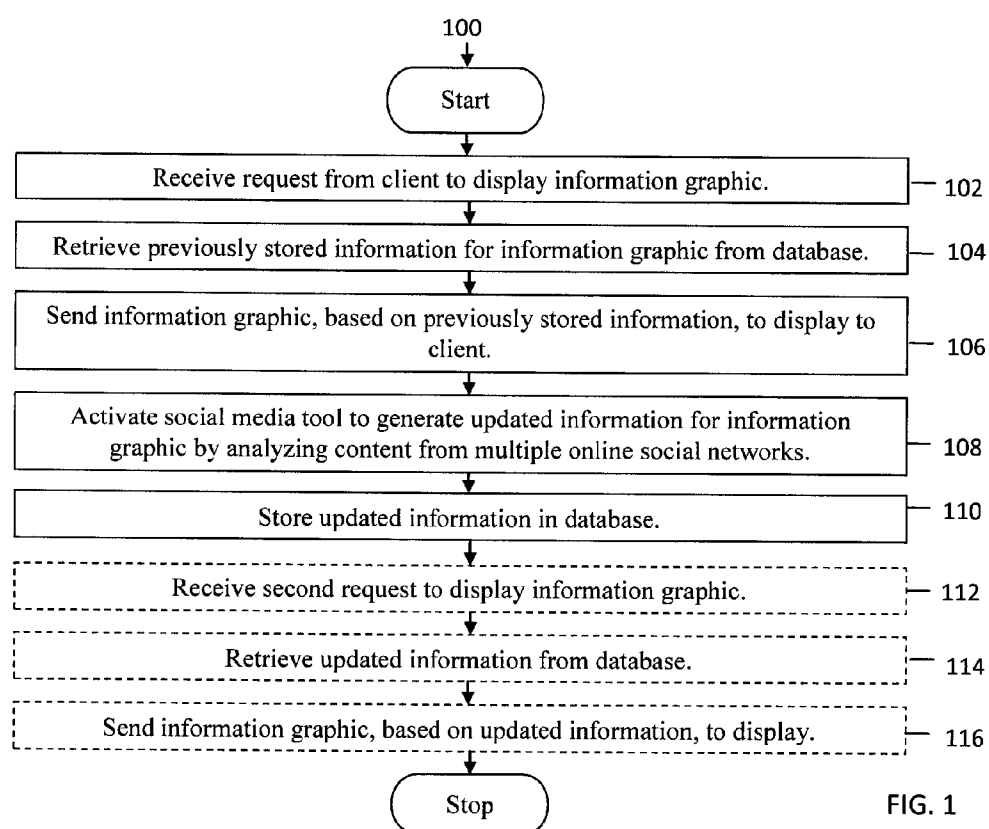 100
Start
Receive request from client to display information graphic.
102
Retrieve previously stored information for information graphic from database.
104
Send information graphic, based on previously stored information, to display to
client.
106
Activate social media tool to generate updated information for information
graphic by analyzing content from multiple online social networks.
108
Store updated information in database.
110
Receive second request to display information graphic.
112
Retrieve updated information from database.
114
Send information graphic, based on updated information, to display.
116
Stop
FIG. 1